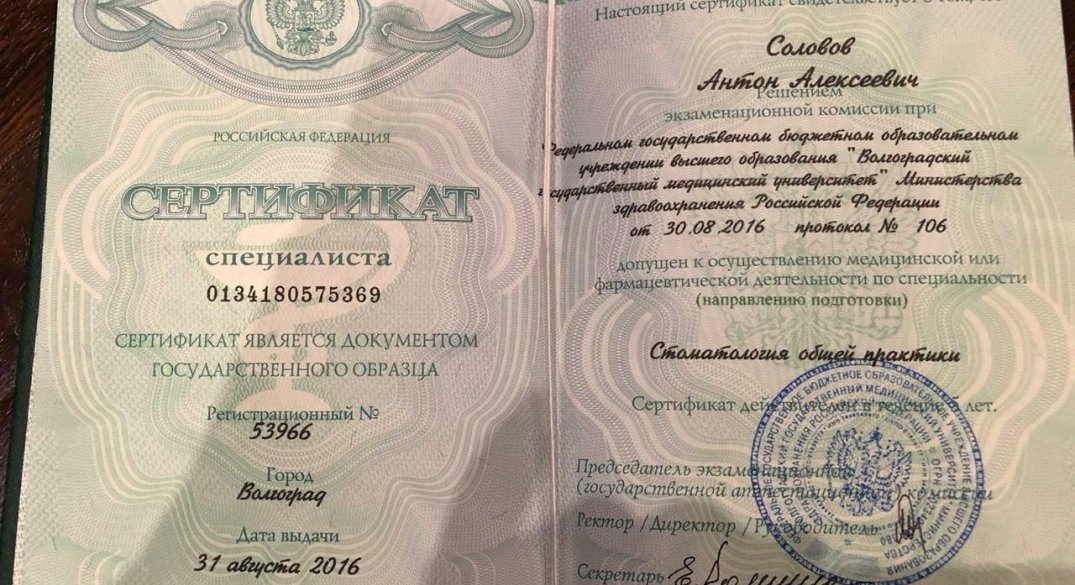 РОССИЙСКАЯ ФЕДЕРАЦИЯ
СЕРТИФИКАТ
специалиста
0134180575369
СЕРТИФИКАТ ЯВЛЯЕТСЯ ДОКУМЕНТОМ
ГОСУДАРСТВЕННОГО ОБРАЗЦА
Регистрационный №
53966
Город
Волгоград
Дата выдачи
31 августа 2016
Настоящий сертификат свидетельствует о том, что
Соловов
Антон Алексеевич
Решением
экзаменационной комиссии при
Федеральном государственном бюджетном образовательном
учреждении высшего образования "Волгоградский
государственный медицинский университет" Министерства
здравоохранения Российской Федерации
от 30.08.2016 протокол № 106
допущен к осуществлению медицинской или
фармацевтической деятельности по специальности
(направлению подготовки)
Стоматология общей практики
Сертификат действителен в течение 5 лет.
Председатель экзаменационной
(государственной аттестационной) комиссии
Ректор /Директор /Руководитель
Секретарь